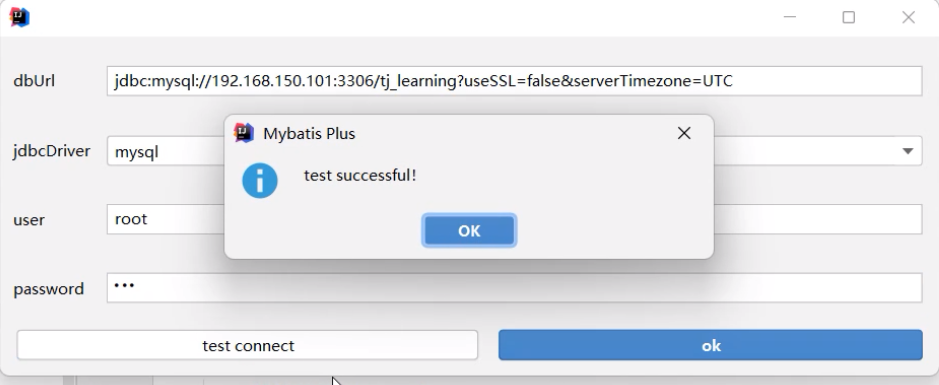 dbUrl jdbc:mysql://192.168.150.101:3306/tj_learning?useSSL=false&serverTimezone=UTC
Mybatis Plus
jdbcDriver mysql
test successful!
user root
OK
password •••
test connect ok